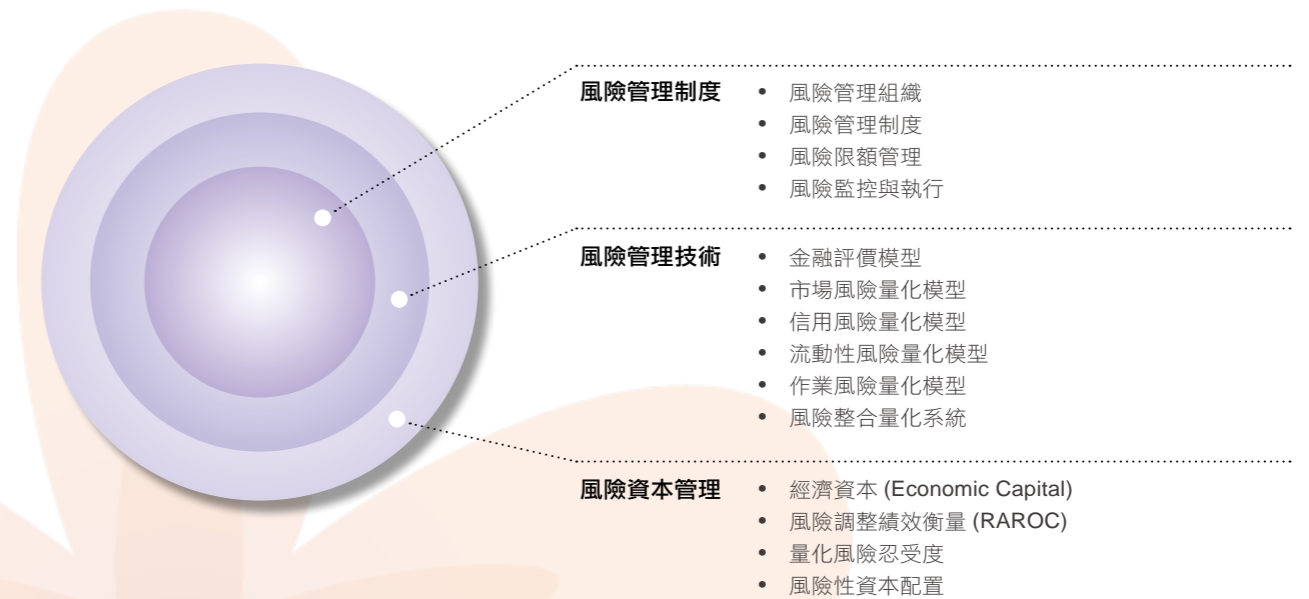 風險管理制度
• 風險管理組織
• 風險管理制度
• 風險限額管理
• 風險監控與執行
風險管理技術
• 金融評價模型
• 市場風險量化模型
• 信用風險量化模型
• 流動性風險量化模型
• 作業風險量化模型
• 風險整合量化系統
風險資本管理
• 經濟資本 (Economic Capital)
• 風險調整績效衡量 (RAROC)
• 量化風險忍受度
• 風險性資本配置